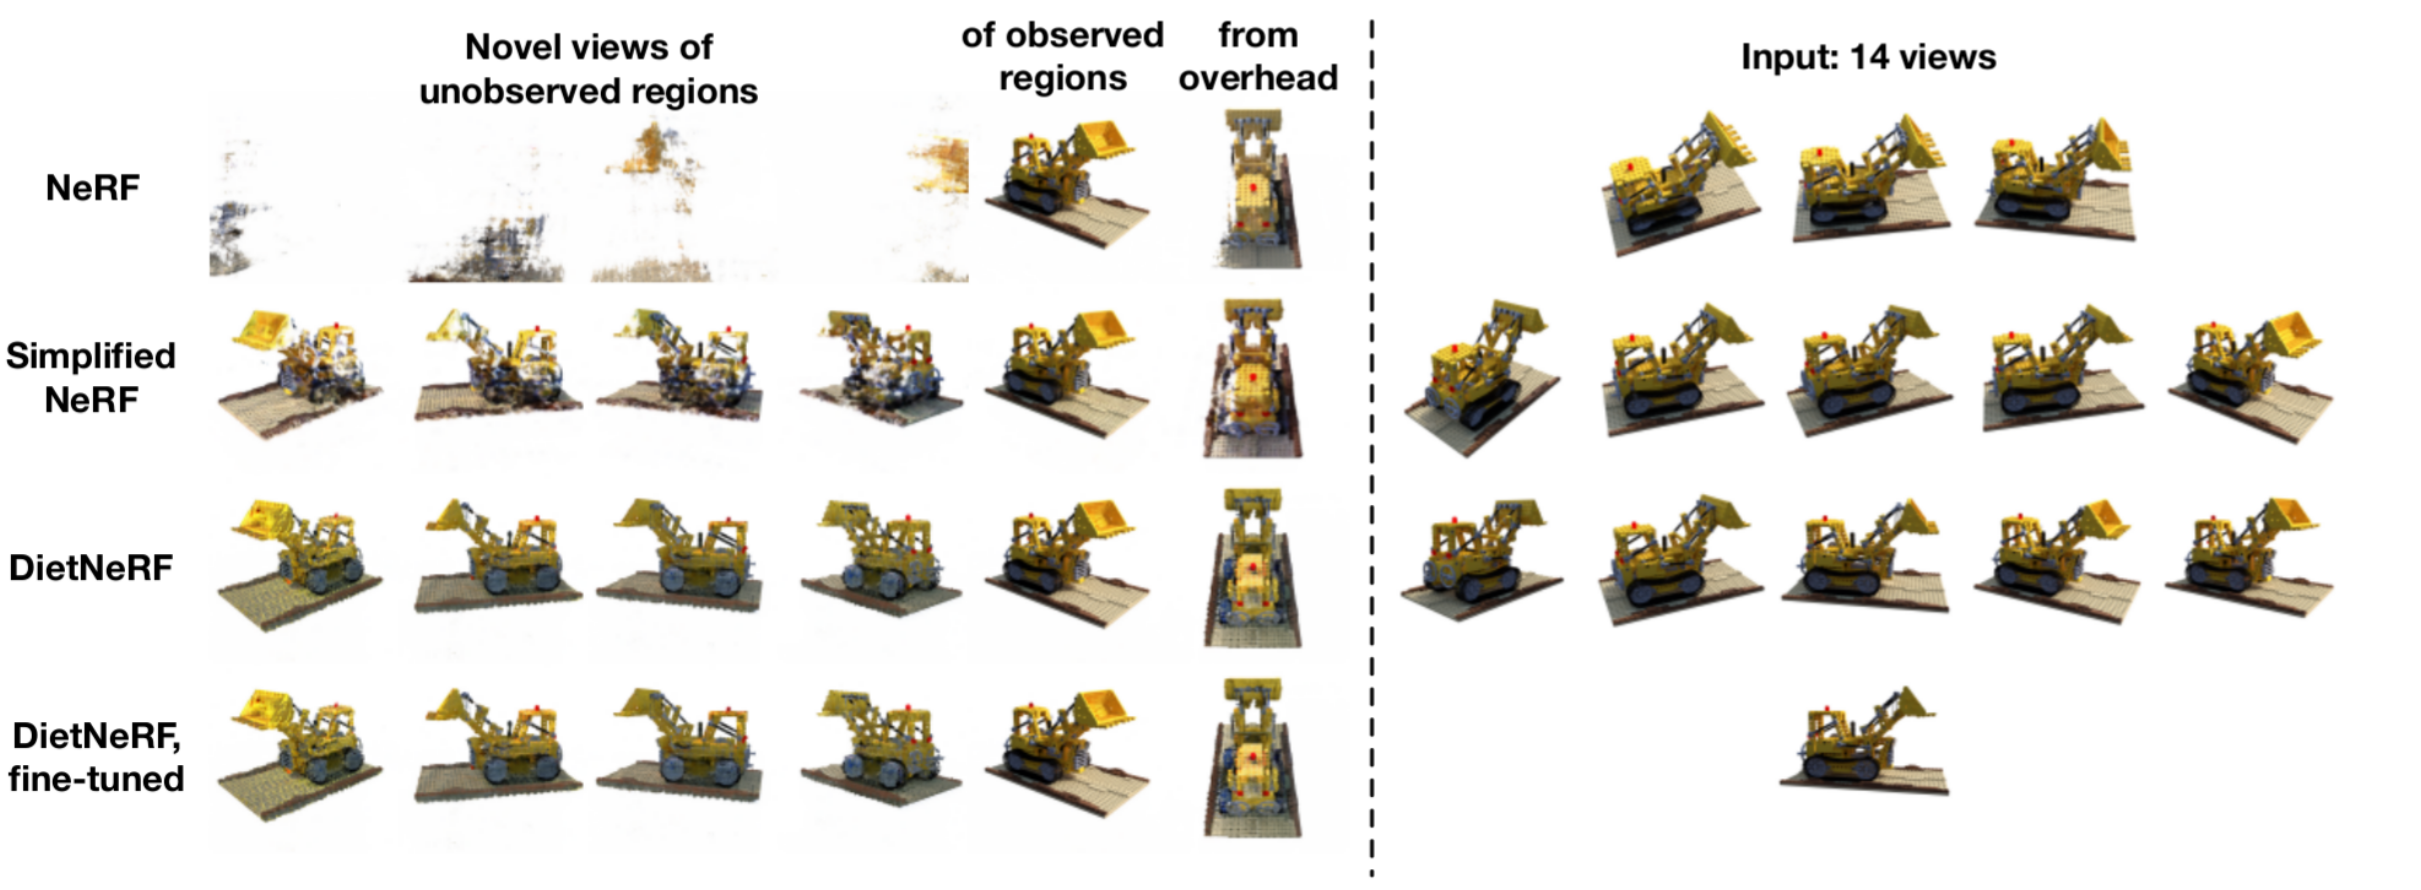 Novel views of
unobserved regions
of observed
regions
from
overhead
Input: 14 views
NeRF
Simplified
NeRF
DietNeRF
DietNeRF,
fine-tuned